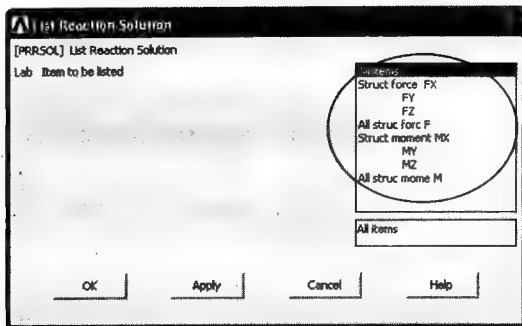 List Reaction Solution
[PRRSOL] List Reaction Solution
Lab Item to be listed
All items
Struct force FX
FY
FZ
All struc forc F
Struct moment MX
MY
MZ
All struc mome M
All items
OK Apply Cancel Help